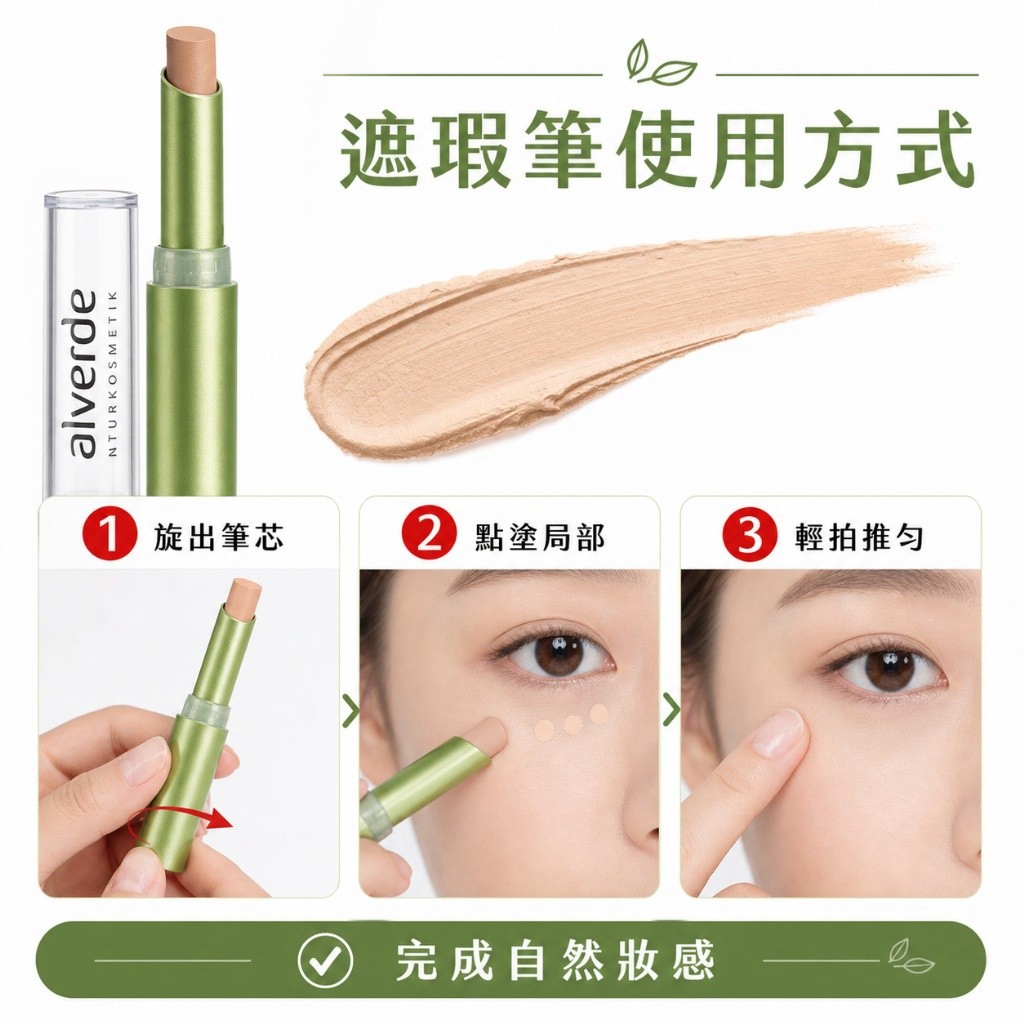 遮瑕筆使用方式
alverde
NTURKOSMETIK
1 旋出筆芯
2 點塗局部
3 輕拍推勻
完成自然妝感